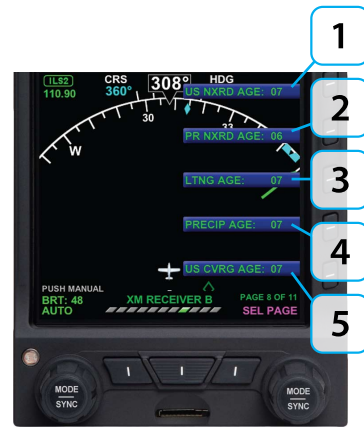 1
ILS2
110.90
CRS
360°
308°
HDG
US NXRD AGE: 07
2
30
33
PR NXRD AGE: 06
W
3
LTNG AGE: 07
4
PRECIP AGE: 07
US CVRG AGE: 07
5
PUSH MANUAL
BRT: 48
AUTO
XM RECEIVER B
PAGE 8 OF 11
SEL PAGE
MODE
SYNC
MODE
SYNC